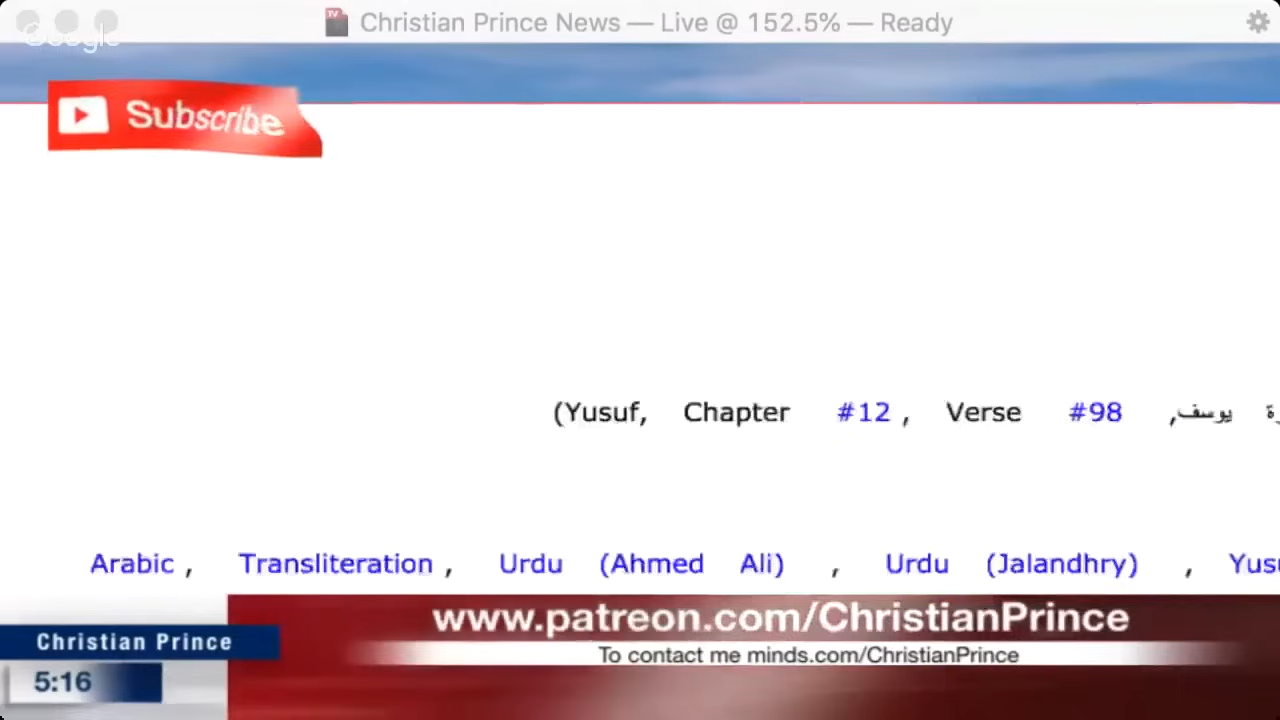 Christian Prince News — Live @ 152.5% — Ready
Google
Subscribe
(Yusuf, Chapter #12 , Verse #98 يوسف,
Arabic , Transliteration , Urdu (Ahmed Ali) , Urdu (Jalandhry) ,
www.patreon.com/ChristianPrince
To contact me minds.com/ChristianPrince
Christian Prince
5:16